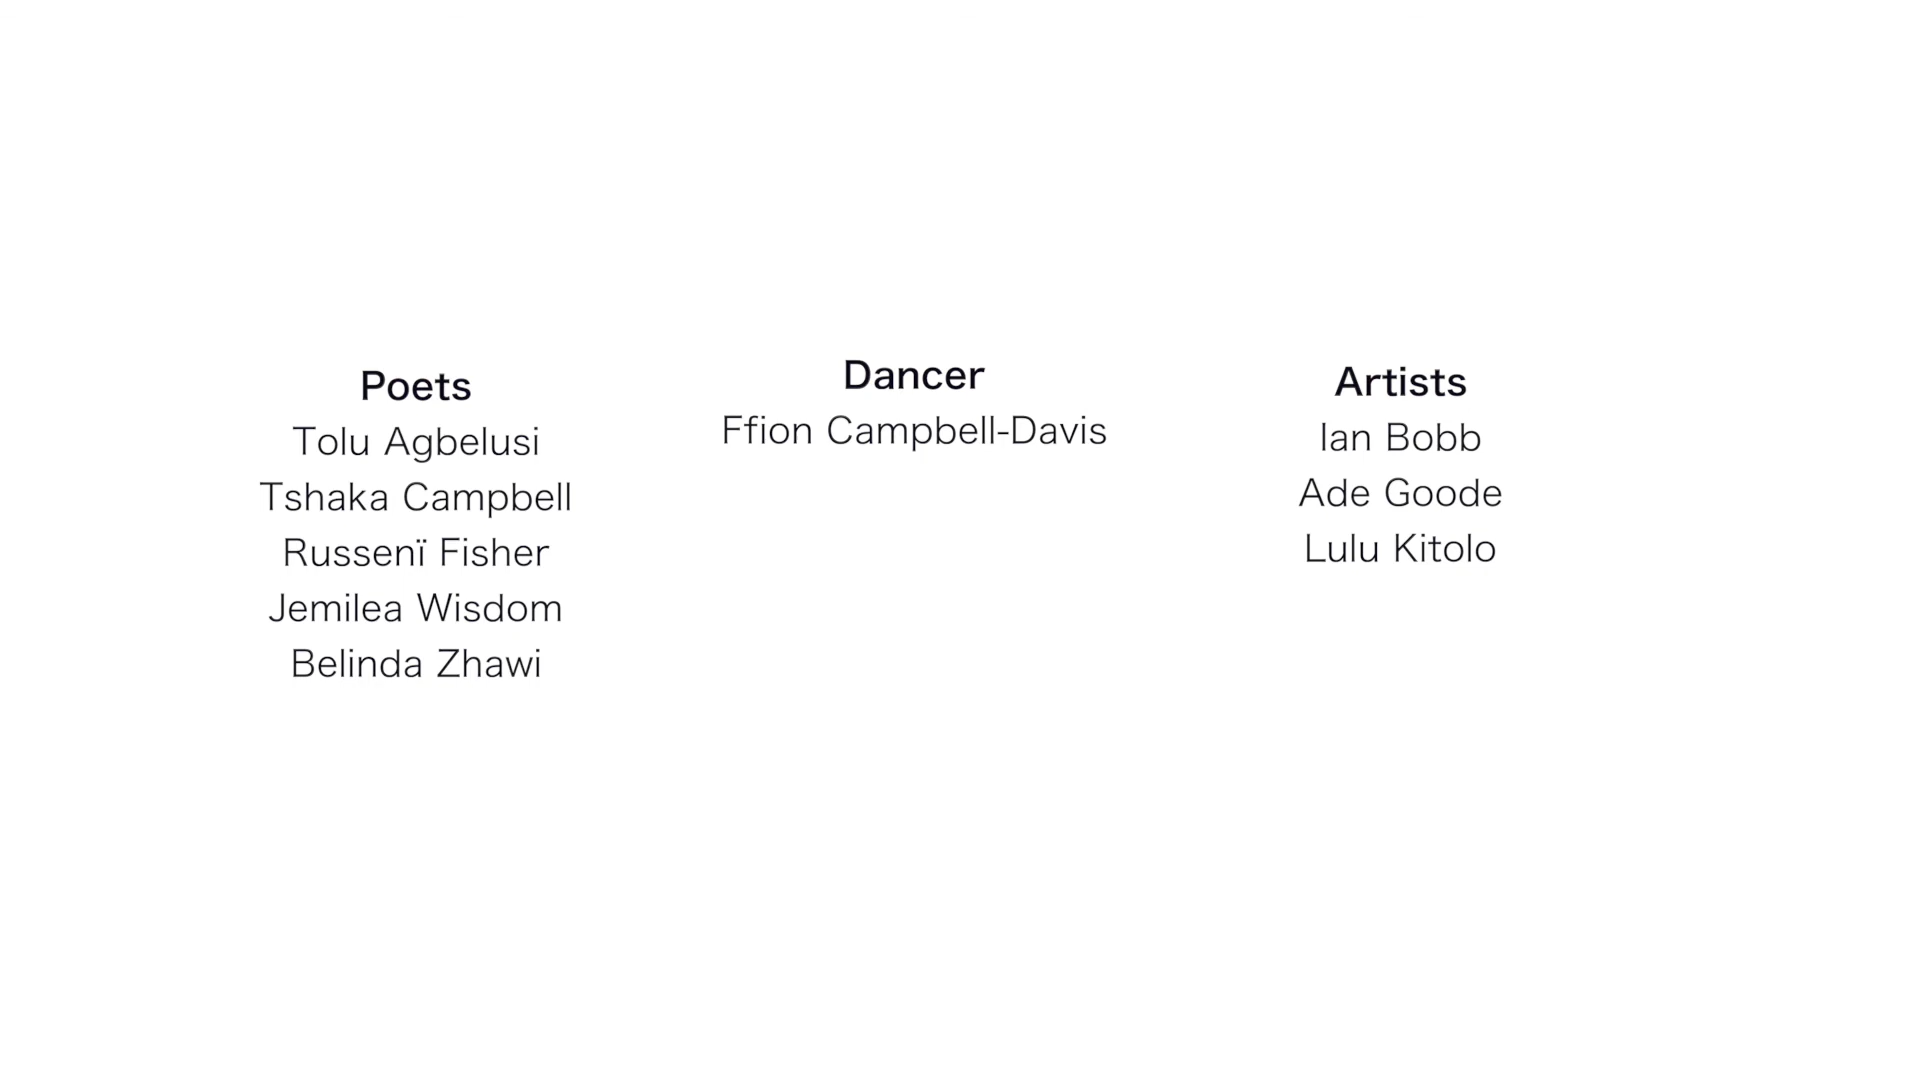 Poets
Tolu Agbelusi
Tshaka Campbell
Russenï Fisher
Jemilea Wisdom
Belinda Zhawi
Dancer
Ffion Campbell-Davis
Artists
Ian Bobb
Ade Goode
Lulu Kitolo